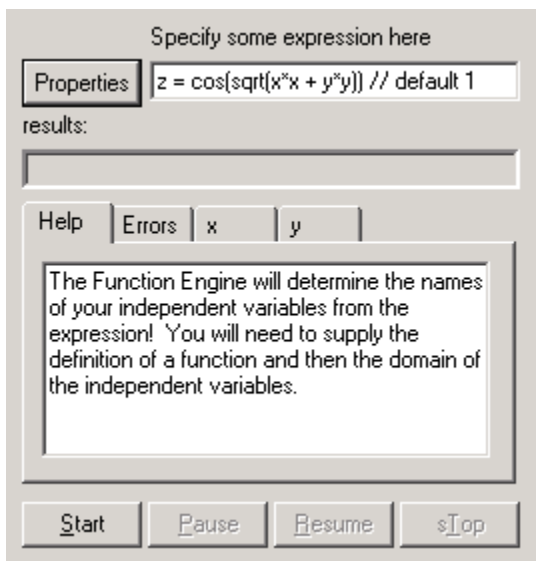 Specify some expression here
Properties z = cos(sqrt(x*x + y*y)) // default 1
results:
Help Errors x y
The Function Engine will determine the names
of your independent variables from the
expression! You will need to supply the
definition of a function and then the domain of
the independent variables.
Start Pause Resume sTop